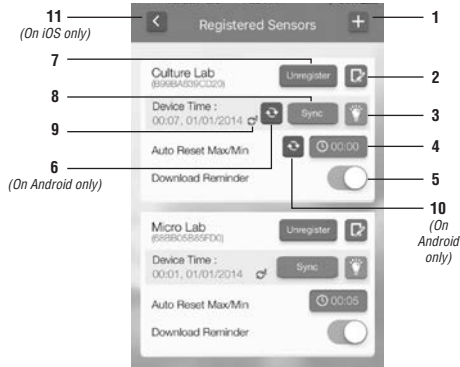 11
(On iOS only)
Registered Sensors
1
7
Culture Lab
Unregister
2
(B99BA839CD20)
8
Device Time :
Sync
3
00:07, 01/01/2014
9
6
(On Android only)
Auto Reset Max/Min
00:00
4
Download Reminder
5
10
(On
Android
only)
Micro Lab
Unregister
(68BBC5B85FD0)
Device Time :
Sync
00:01, 01/01/2014
Auto Reset Max/Min
00:05
Download Reminder